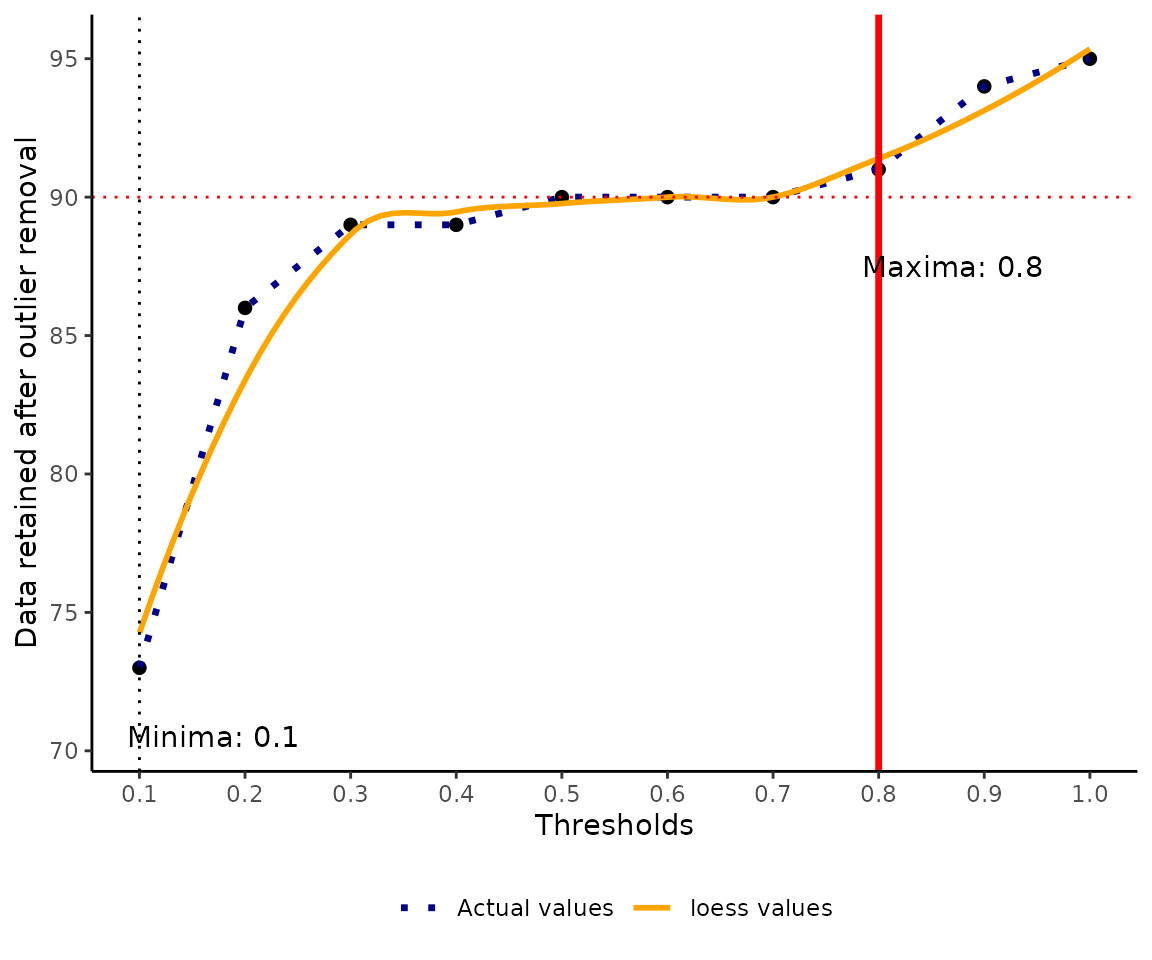 Data retained after outlier removal
95
90
85
80
75
70
Maxima: 0.8
Minima: 0.1
0.1 0.2 0.3 0.4 0.5 0.6 0.7 0.8 0.9 1.0
Thresholds
Actual values loess values